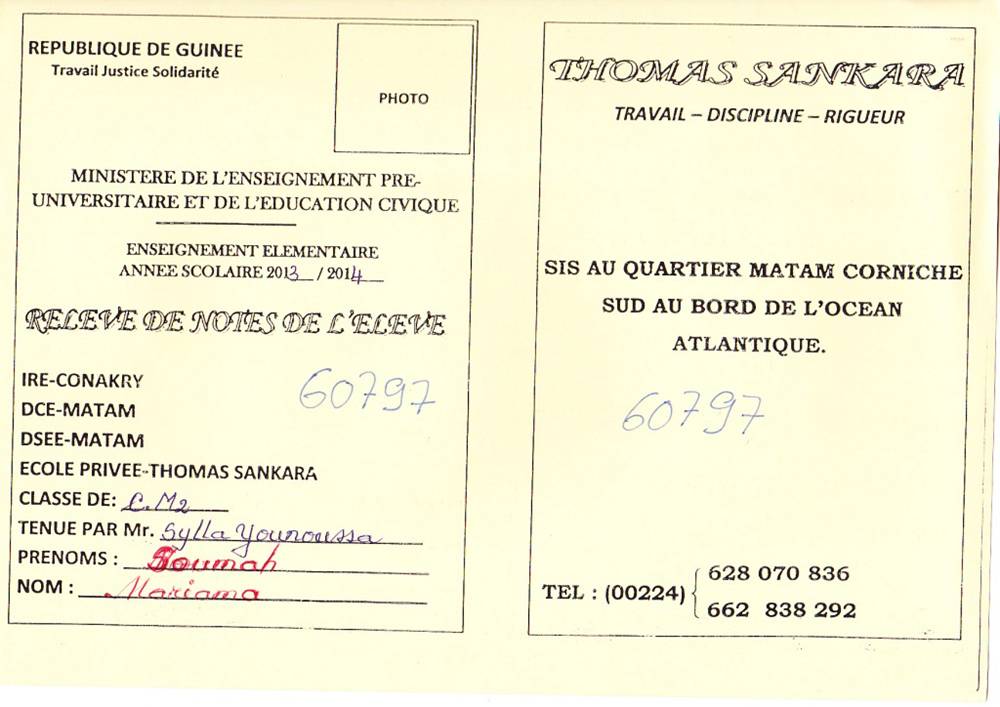 REPUBLIQUE DE GUINEE
Travail Justice Solidarité
PHOTO
MINISTERE DE L'ENSEIGNEMENT PRE-
UNIVERSITAIRE ET DE L'EDUCATION CIVIQUE
ENSEIGNEMENT ELEMENTAIRE
ANNEE SCOLAIRE 2013 / 2014
RELEVE DE NOTES DE L'ELEVE
IRE-CONAKRY
60797
DCE-MATAM
DSEE-MATAM
ECOLE PRIVEE-THOMAS SANKARA
CLASSE DE: C.M2
TENUE PAR Mr. Sylla Younoussa
PRENOMS : Soumah
NOM : Mariama
THOMAS SANKARA
TRAVAIL – DISCIPLINE – RIGUEUR
SIS AU QUARTIER MATAM CORNICHE
SUD AU BORD DE L'OCEAN
ATLANTIQUE.
60797
TEL : (00224) 628 070 836
662 838 292